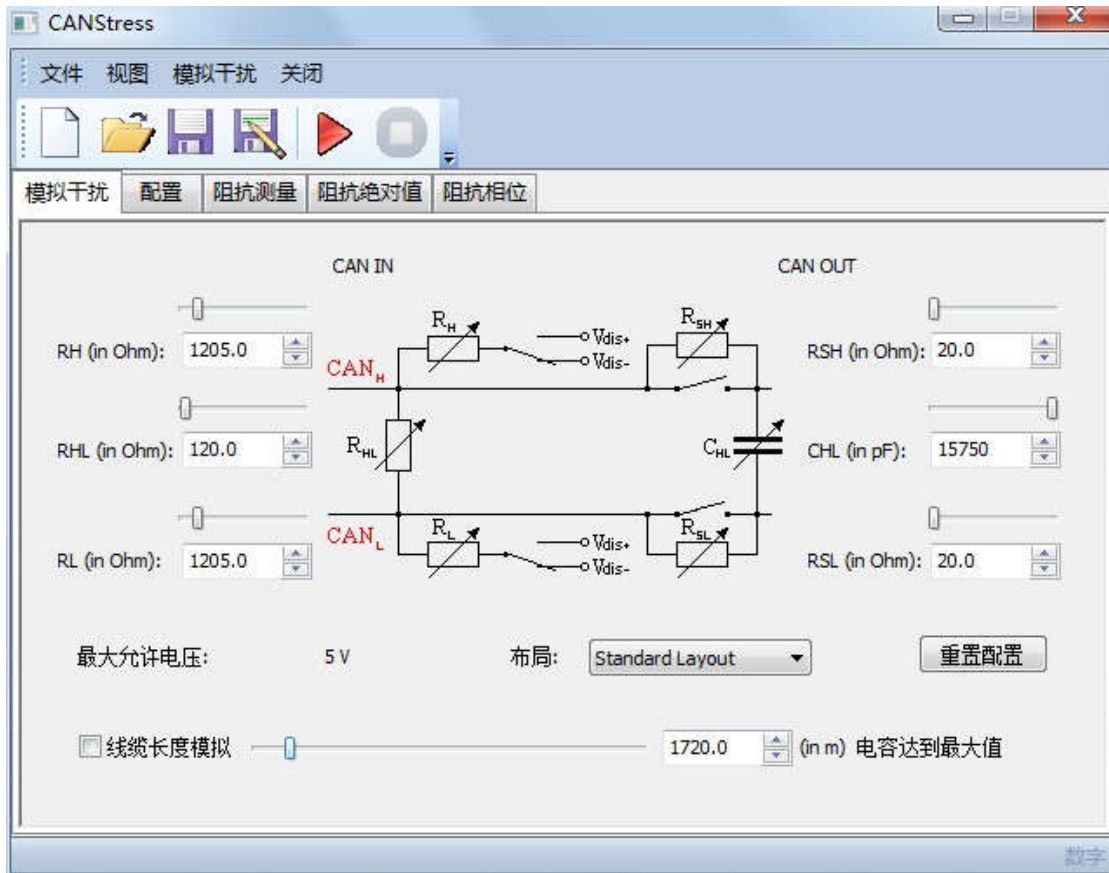 CANStress
文件 视图 模拟干扰 关闭
模拟干扰 配置 阻抗测量 阻抗绝对值 阻抗相位
CAN IN CAN OUT
RH (in Ohm): 1205.0
RH Vdis+
Vdis-
RSH
RSH (in Ohm): 20.0
CANH
RHL (in Ohm): 120.0
RHL
CHL
CHL (in pF): 15750
CANL
RL (in Ohm): 1205.0
RL Vdis+
Vdis-
RSL
RSL (in Ohm): 20.0
最大允许电压: 5 V 布局: Standard Layout 重置配置
线缆长度模拟 1720.0 (in m) 电容达到最大值
数字